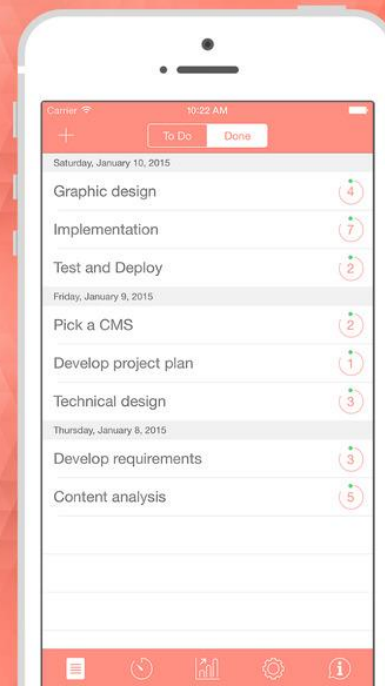 Carrier 10:22 AM
To Do Done
Saturday, January 10, 2015
Graphic design 4
Implementation 7
Test and Deploy 2
Friday, January 9, 2015
Pick a CMS 2
Develop project plan 1
Technical design 3
Thursday, January 8, 2015
Develop requirements 3
Content analysis 5